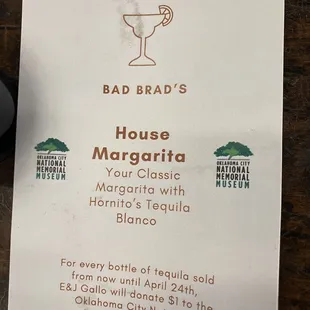 BAD BRAD'S
House
Margarita
Your Classic
Margarita with
Hornito's Tequila
Blanco
OKLAHOMA CITY
NATIONAL
MEMORIAL
MUSEUM
OKLAHOMA CITY
NATIONAL
MEMORIAL
MUSEUM
For every bottle of tequila sold
from now until April 24th,
E&J Gallo will donate $1 to the
Oklahoma City